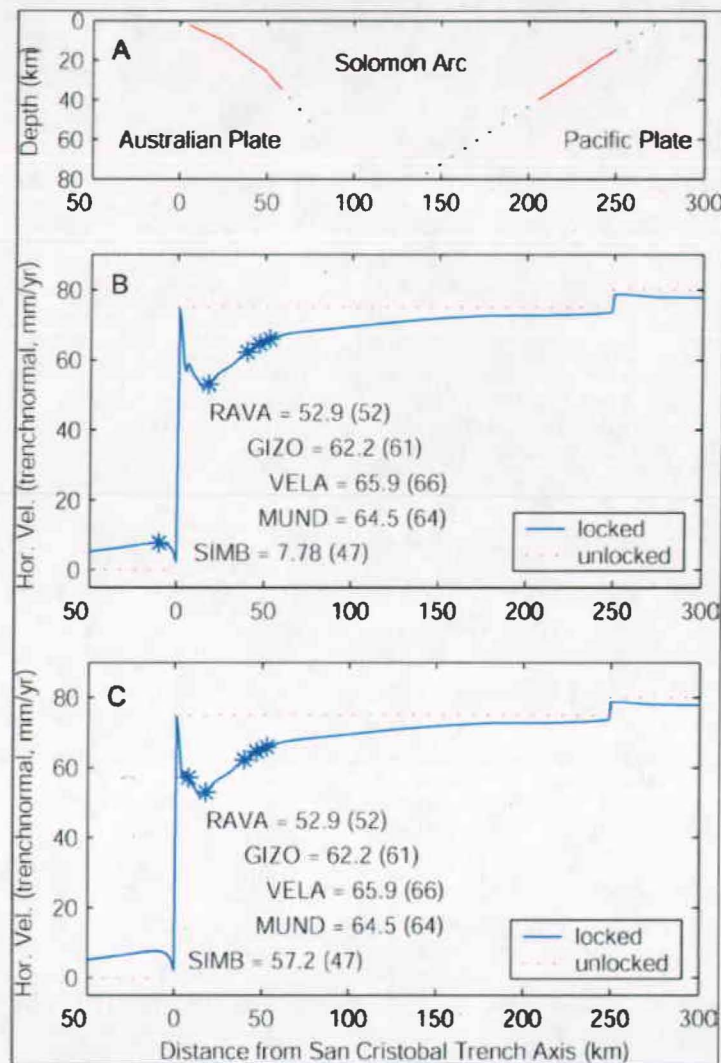 A
Solomon Arc
Australian Plate
Pacific Plate
Depth (km)
0
20
40
60
80
50 0 50 100 150 200 250 300
B
Hor. Vel. (trenchnormal, mm/yr)
80
60
40
20
0
RAVA = 52.9 (52)
GIZO = 62.2 (61)
VELA = 65.9 (66)
MUND = 64.5 (64)
SIMB = 7.78 (47)
locked
unlocked
50 0 50 100 150 200 250 300
C
Hor. Vel. (trenchnormal, mm/yr)
80
60
40
20
0
RAVA = 52.9 (52)
GIZO = 62.2 (61)
VELA = 65.9 (66)
MUND = 64.5 (64)
SIMB = 57.2 (47)
locked
unlocked
50 0 50 100 150 200 250 300
Distance from San Cristobal Trench Axis (km)